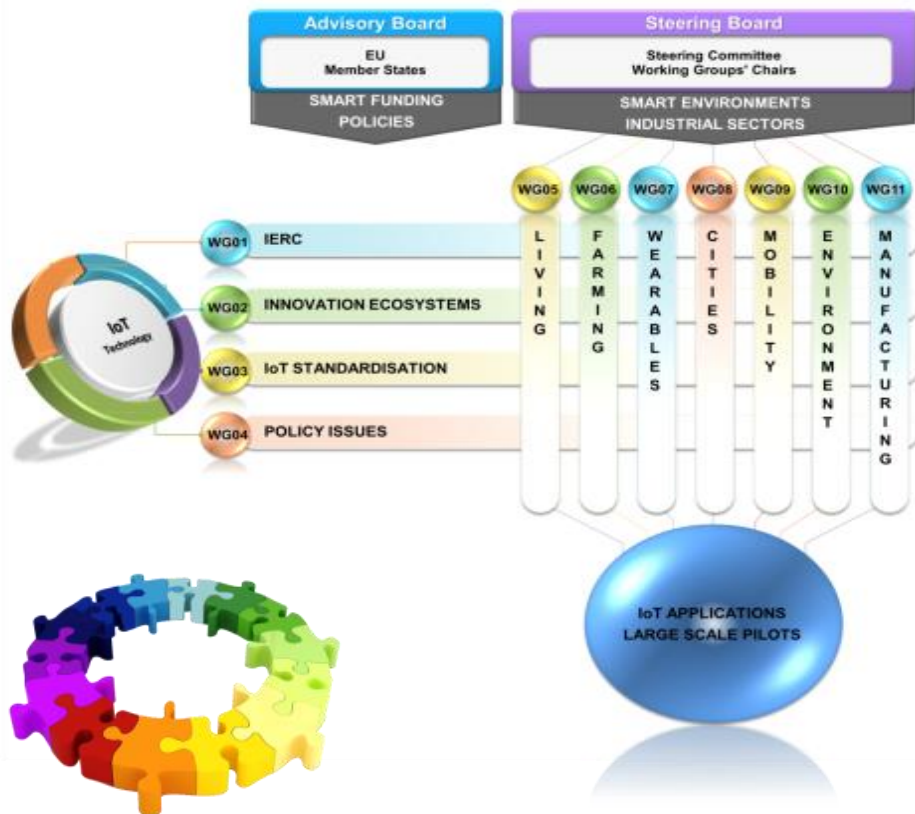 Advisory Board
EU
Member States
SMART FUNDING
POLICIES
Steering Board
Steering Committee
Working Groups' Chairs
SMART ENVIRONMENTS
INDUSTRIAL SECTORS
WG05
WG06
WG07
WG08
WG09
WG10
WG11
LIVING
FARMING
WEARABLES
CITIES
MOBILITY
ENVIRONMENT
MANUFACTURING
IoT
Technology
WG01
IERC
WG02
INNOVATION ECOSYSTEMS
WG03
IoT STANDARDISATION
WG04
POLICY ISSUES
IoT APPLICATIONS
LARGE SCALE PILOTS